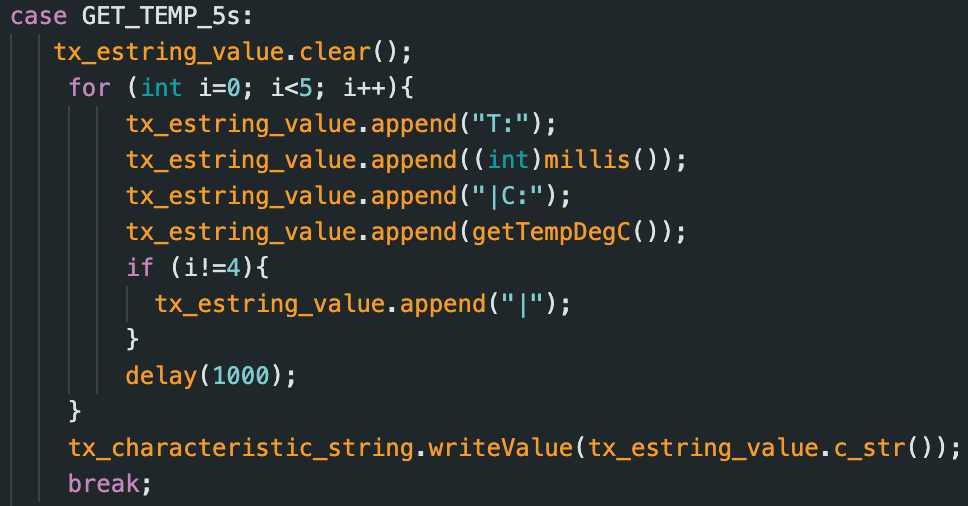 case GET_TEMP_5s:
tx_estring_value.clear();
for (int i=0; i<5; i++){
tx_estring_value.append("T:");
tx_estring_value.append((int)millis());
tx_estring_value.append("|C:");
tx_estring_value.append(getTempDegC());
if (i!=4){
tx_estring_value.append("|");
}
delay(1000);
}
tx_characteristic_string.writeValue(tx_estring_value.c_str());
break;